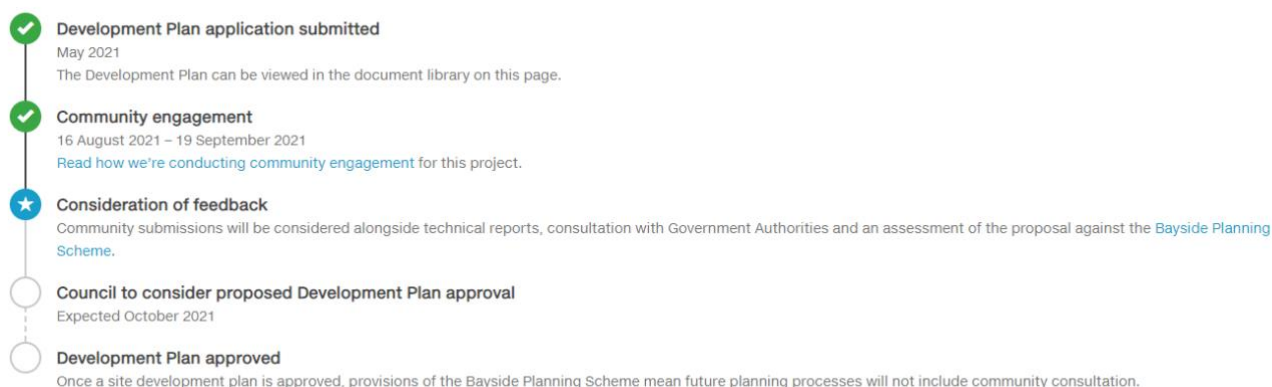 Development Plan application submitted
May 2021
The Development Plan can be viewed in the document library on this page.
Community engagement
16 August 2021 – 19 September 2021
Read how we're conducting community engagement for this project.
Consideration of feedback
Community submissions will be considered alongside technical reports, consultation with Government Authorities and an assessment of the proposal against the Bayside Planning
Scheme.
Council to consider proposed Development Plan approval
Expected October 2021
Development Plan approved
Once a site development plan is approved, provisions of the Bayside Planning Scheme mean future planning processes will not include community consultation.